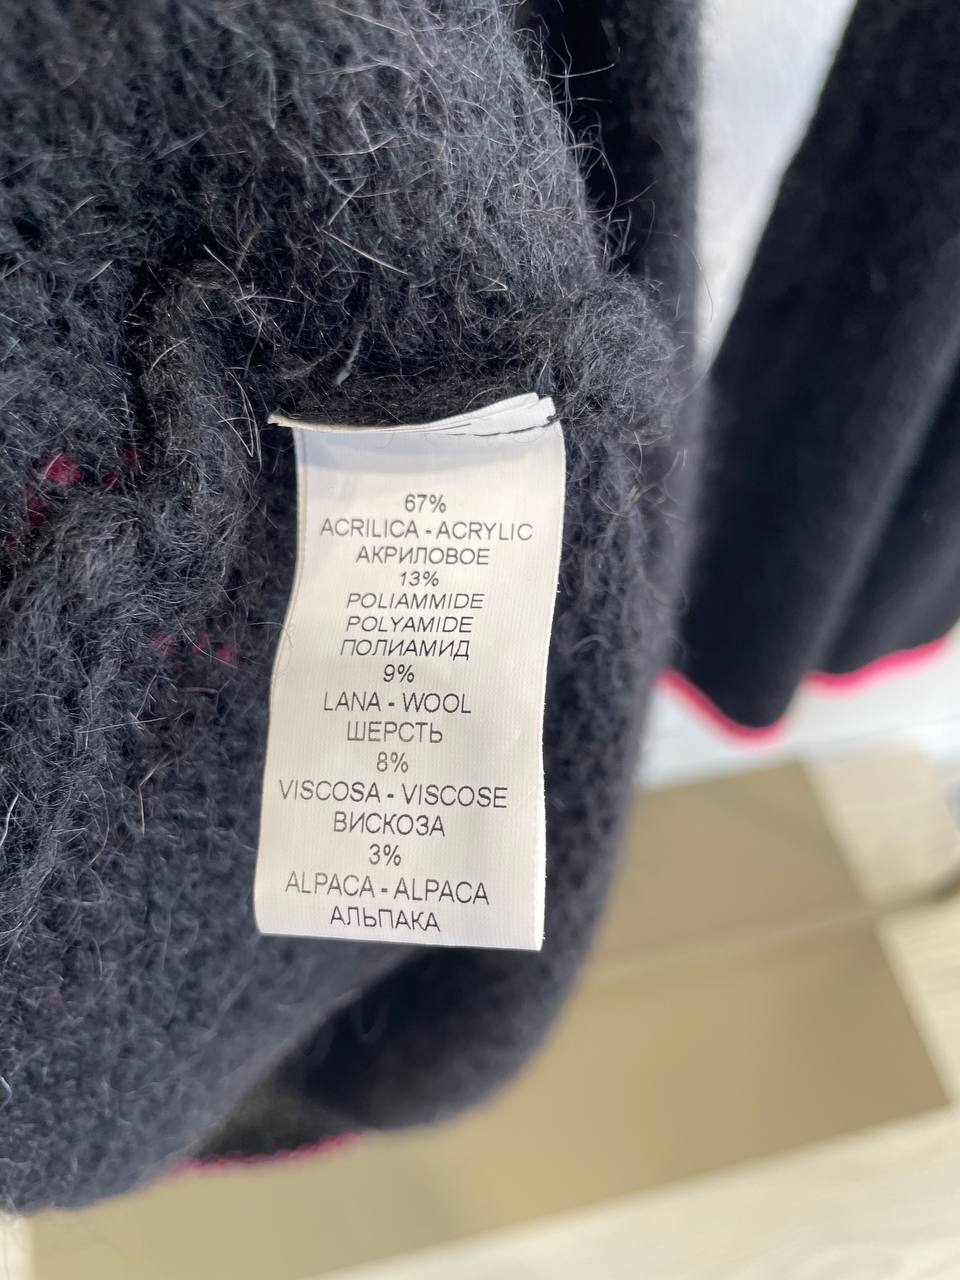 67%
ACRILICA - ACRYLIC
АКРИЛОВОЕ
13%
POLIAMMIDE
POLYAMIDE
ПОЛИАМИД
9%
LANA - WOOL
ШЕРСТЬ
8%
VISCOSA - VISCOSE
ВИСКОЗА
3%
ALPACA - ALPACA
АЛЬПАКА